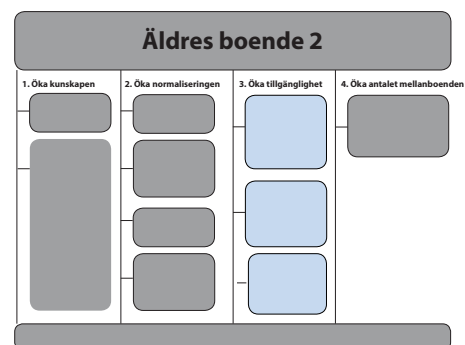 Äldres boende 2
1. Öka kunskapen
2. Öka normaliseringen
3. Öka tillgänglighet
4. Öka antalet mellanboenden